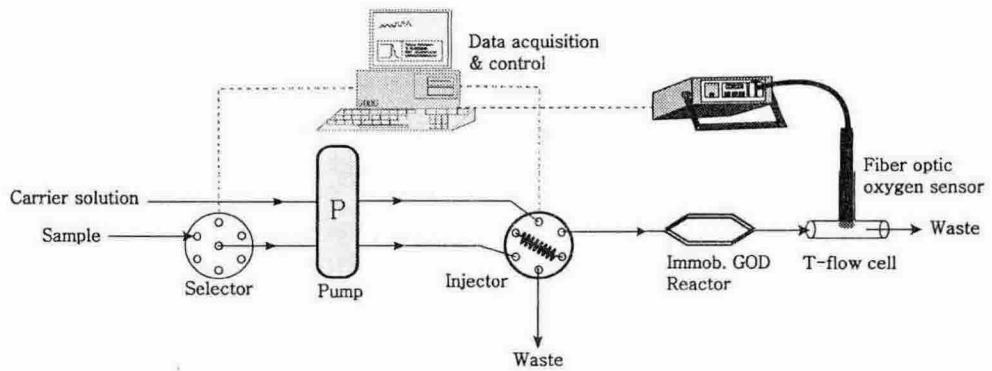 Data acquisition
& control
Fiber optic
oxygen sensor
Carrier solution
P
Sample
Waste
Selector
Pump
Injector
Immob. GOD
Reactor
T-flow cell
Waste